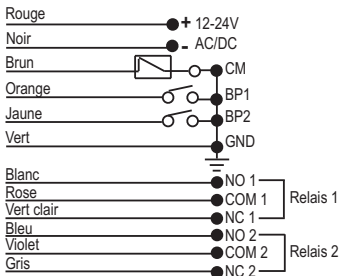 Rouge + 12-24V
Noir - AC/DC
Brun CM
Orange BP1
Jaune BP2
Vert GND
Blanc NO 1
Rose COM 1 Relais 1
Vert clair NC 1
Bleu NO 2
Violet COM 2 Relais 2
Gris NC 2